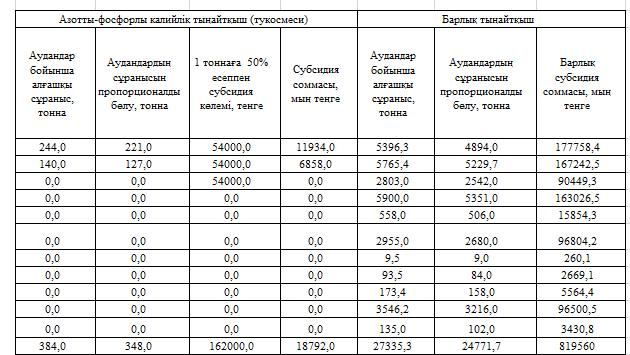 Азотты-фосфорлы калийлік тынайтқыш (тукосмеси) Барлық тынайтқыш
Аудандар бойынша алғашқы сұраныс, тонна
Аудандардың сұранысын пропорционалды бөлу, тонна
1 тоннаға 50% есеппен субсидия көлемі, тенге
Субсидия соммасы, мың тенге
Аудандар бойынша алғашқы сұраныс, тонна
Аудандардың сұранысын пропорционалды бөлу, тонна
Барлық субсидия соммасы, мың тенге
244,0 221,0 54000,0 11934,0 5396,3 4894,0 177758,4
140,0 127,0 54000,0 6858,0 5765,4 5229,7 167242,5
0,0 0,0 54000,0 0,0 2803,0 2542,0 90449,3
0,0 0,0 0,0 0,0 5900,0 5351,0 163026,5
0,0 0,0 0,0 0,0 558,0 506,0 15854,3
0,0 0,0 0,0 0,0 2955,0 2680,0 96804,2
0,0 0,0 0,0 0,0 9,5 9,0 260,1
0,0 0,0 0,0 0,0 93,5 84,0 2669,1
0,0 0,0 0,0 0,0 173,4 158,0 5564,4
0,0 0,0 0,0 0,0 3546,2 3216,0 96500,5
0,0 0,0 0,0 0,0 135,0 102,0 3430,8
384,0 348,0 162000,0 18792,0 27335,3 24771,7 819560